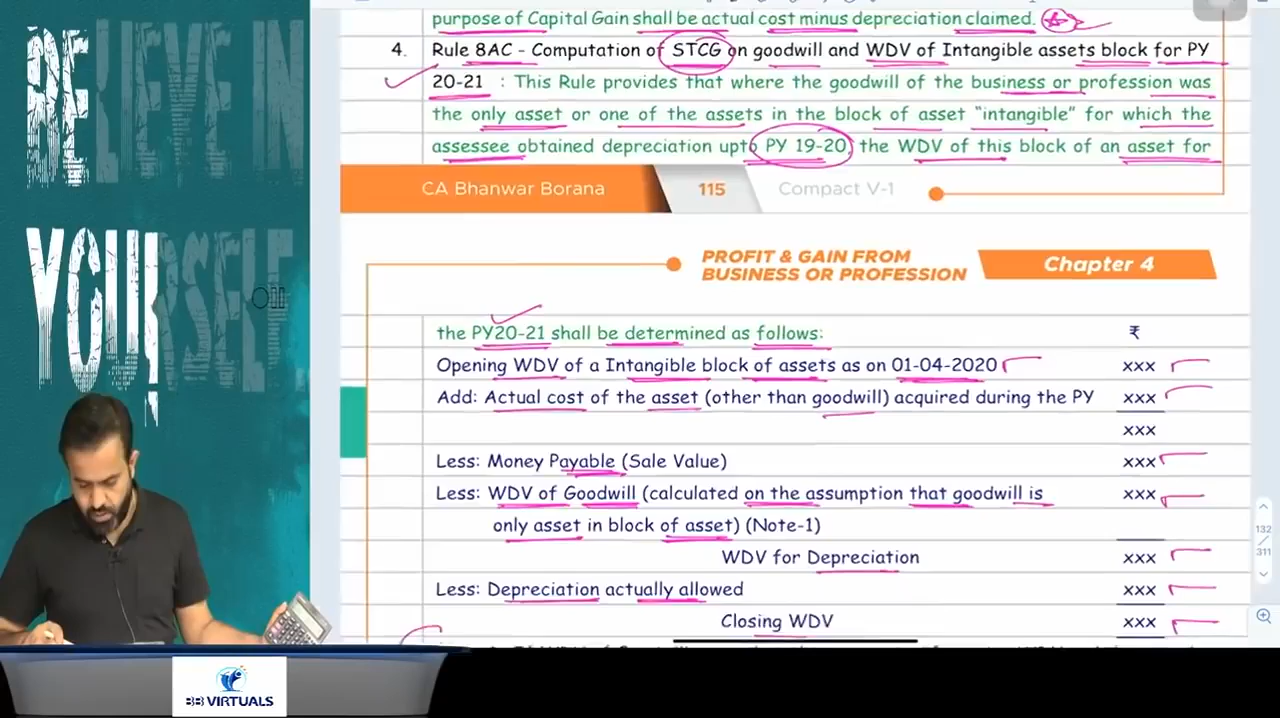 BELIEVE IN
YOURSELF
purpose of Capital Gain shall be actual cost minus depreciation claimed.
4. Rule 8AC - Computation of STCG on goodwill and WDV of Intangible assets block for PY
20-21 : This Rule provides that where the goodwill of the business or profession was
the only asset or one of the assets in the block of asset “intangible” for which the
assessee obtained depreciation upto PY 19-20, the WDV of this block of an asset for
CA Bhanwar Borana 115 Compact V-1
PROFIT & GAIN FROM
BUSINESS OR PROFESSION
Chapter 4
the PY20-21 shall be determined as follows: ₹
Opening WDV of a Intangible block of assets as on 01-04-2020 xxx
Add: Actual cost of the asset (other than goodwill) acquired during the PY xxx
xxx
Less: Money Payable (Sale Value) xxx
Less: WDV of Goodwill (calculated on the assumption that goodwill is xxx
only asset in block of asset) (Note-1)
WDV for Depreciation xxx
Less: Depreciation actually allowed xxx
Closing WDV xxx
132
/
311
BB VIRTUALS